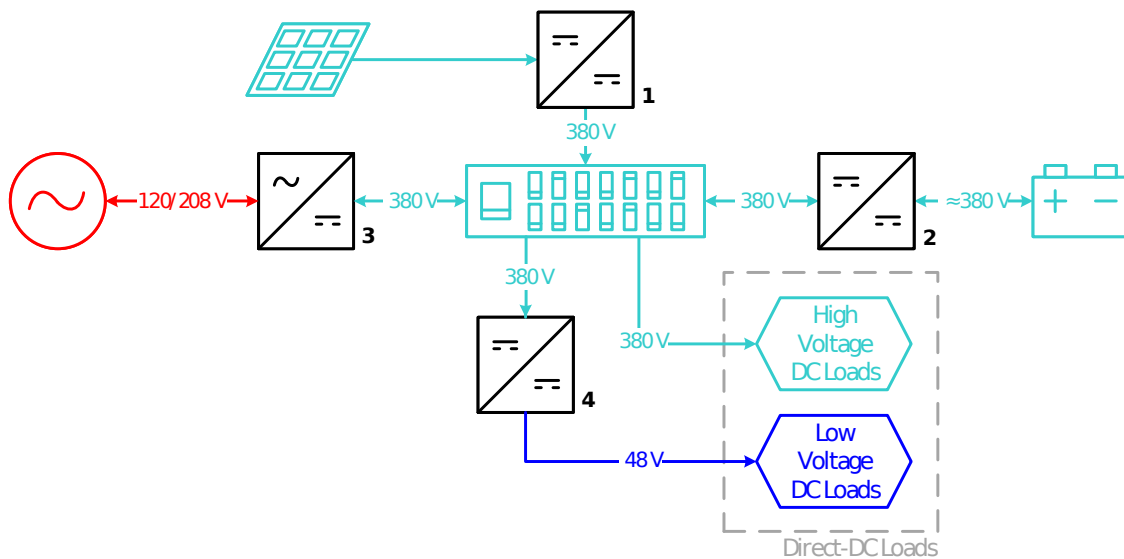 1
380 V
120/208 V
3
380 V
380 V
2
≈380 V
380 V
380 V
4
High
Voltage
DC Loads
48 V
Low
Voltage
DC Loads
Direct-DC Loads